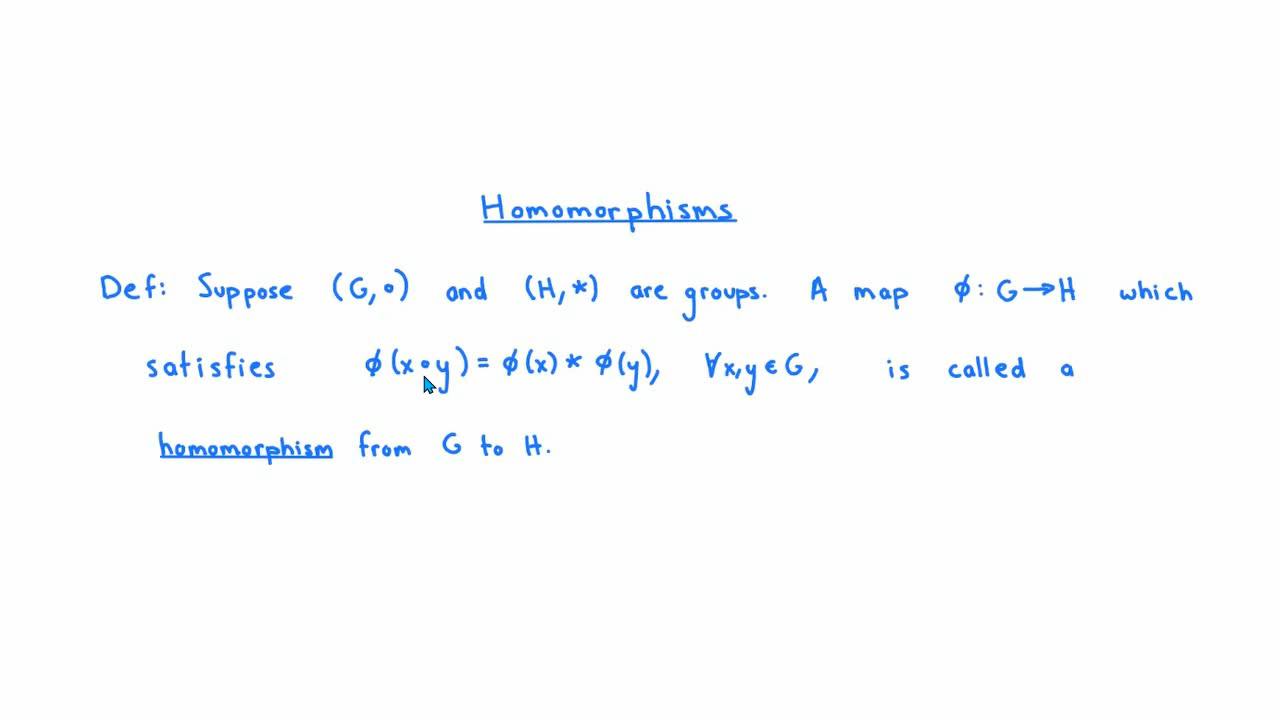 Homomorphisms
Def: Suppose (G,∘) and (H,*) are groups. A map ϕ: G→H which
satisfies ϕ(x∘y) = ϕ(x) * ϕ(y), ∀x,y ϵ G, is called a
homomorphism from G to H.